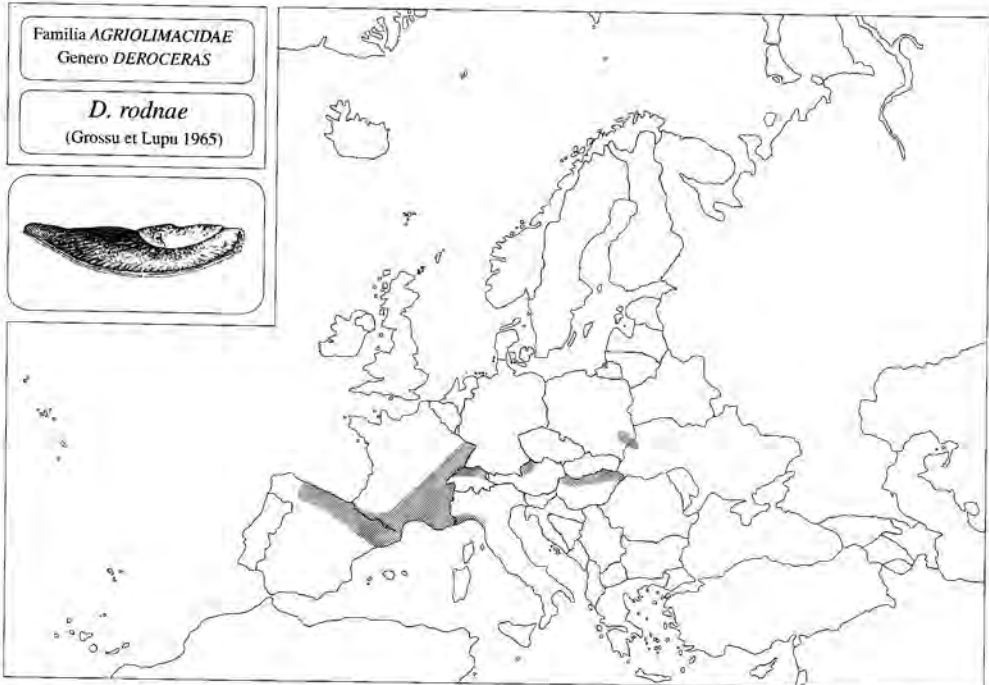 Familia AGRIOLIMACIDAE
Genero DEROCERAS
D. rodnae
(Grossu et Lupu 1965)